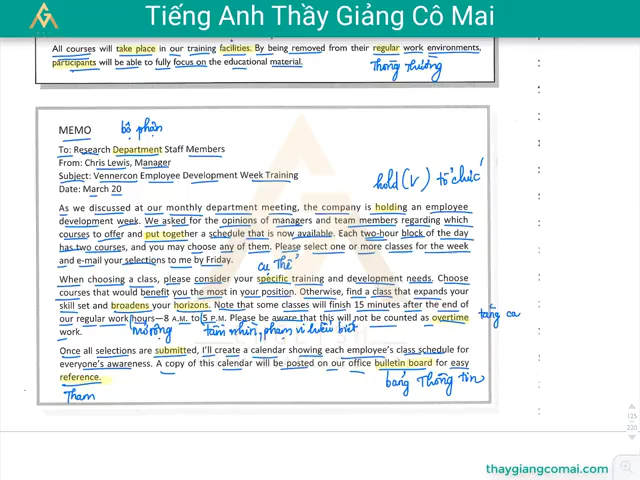 Tiếng Anh Thầy Giảng Cô Mai
All courses will take place in our training facilities. By being removed from their regular work environments,
participants will be able to fully focus on the educational material.
Thông thường
MEMO
bộ phận
To: Research Department Staff Members
From: Chris Lewis, Manager
Subject: Vennercon Employee Development Week Training
Date: March 20
hold (v) tổ chức
As we discussed at our monthly department meeting, the company is holding an employee
development week. We asked for the opinions of managers and team members regarding which
courses to offer and put together a schedule that is now available. Each two-hour block of the day
has two courses, and you may choose any of them. Please select one or more classes for the week
and e-mail your selections to me by Friday.
cụ thể
When choosing a class, please consider your specific training and development needs. Choose
courses that would benefit you the most in your position. Otherwise, find a class that expands your
skill set and broadens your horizons. Note that some classes will finish 15 minutes after the end of
our regular work hours—8 A.M. to 5 P.M. Please be aware that this will not be counted as overtime
tăng ca
work.
mở rộng
tầm nhìn, phạm vi hiểu biết
Once all selections are submitted, I'll create a calendar showing each employee's class schedule for
everyone's awareness. A copy of this calendar will be posted on our office bulletin board for easy
reference.
bảng thông tin
Tham
125
220
thaygiangcomai.com